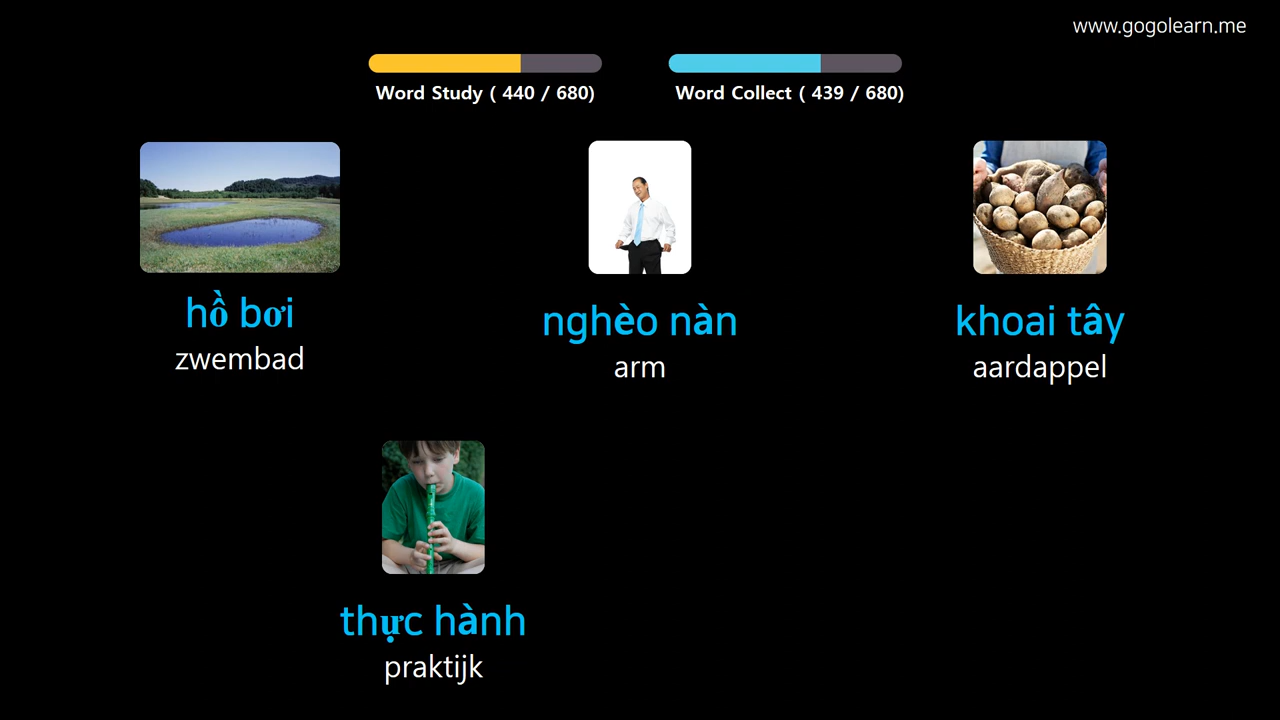 www.gogolearn.me
Word Study ( 440 / 680)
Word Collect ( 439 / 680)
hồ bơi
zwembad
nghèo nàn
arm
khoai tây
aardappel
thực hành
praktijk